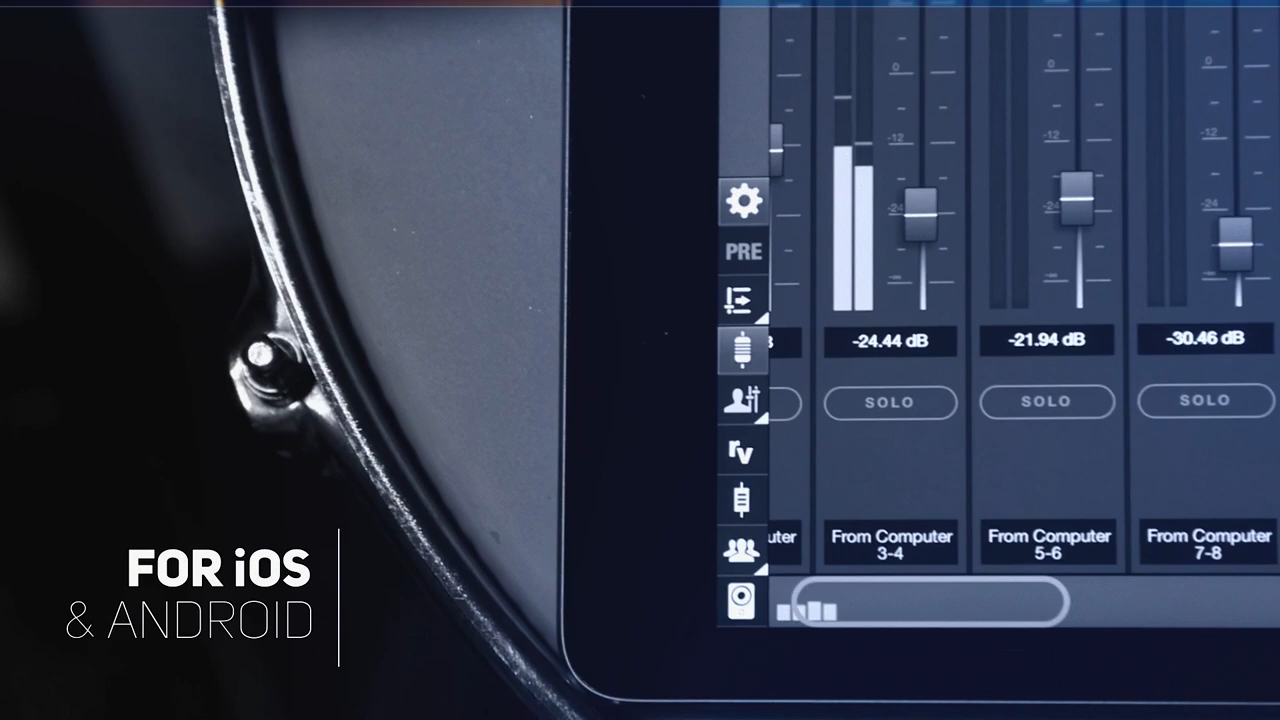 0
0
0
-12
-12
-12
-24
-24
-∞
-∞
-∞
PRE
-24.44 dB
-21.94 dB
-30.46 dB
SOLO
SOLO
SOLO
rv
uter
From Computer
3-4
From Computer
5-6
From Computer
7-8
FOR iOS
& ANDROID